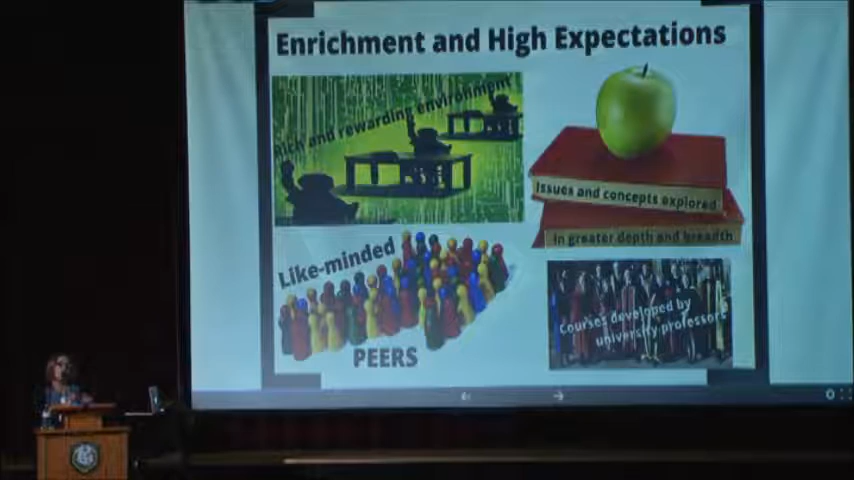 Enrichment and High Expectations
Rich and rewarding environment
Issues and concepts explored
in greater depth and breadth
Like-minded
PEERS
Courses developed by
university professors